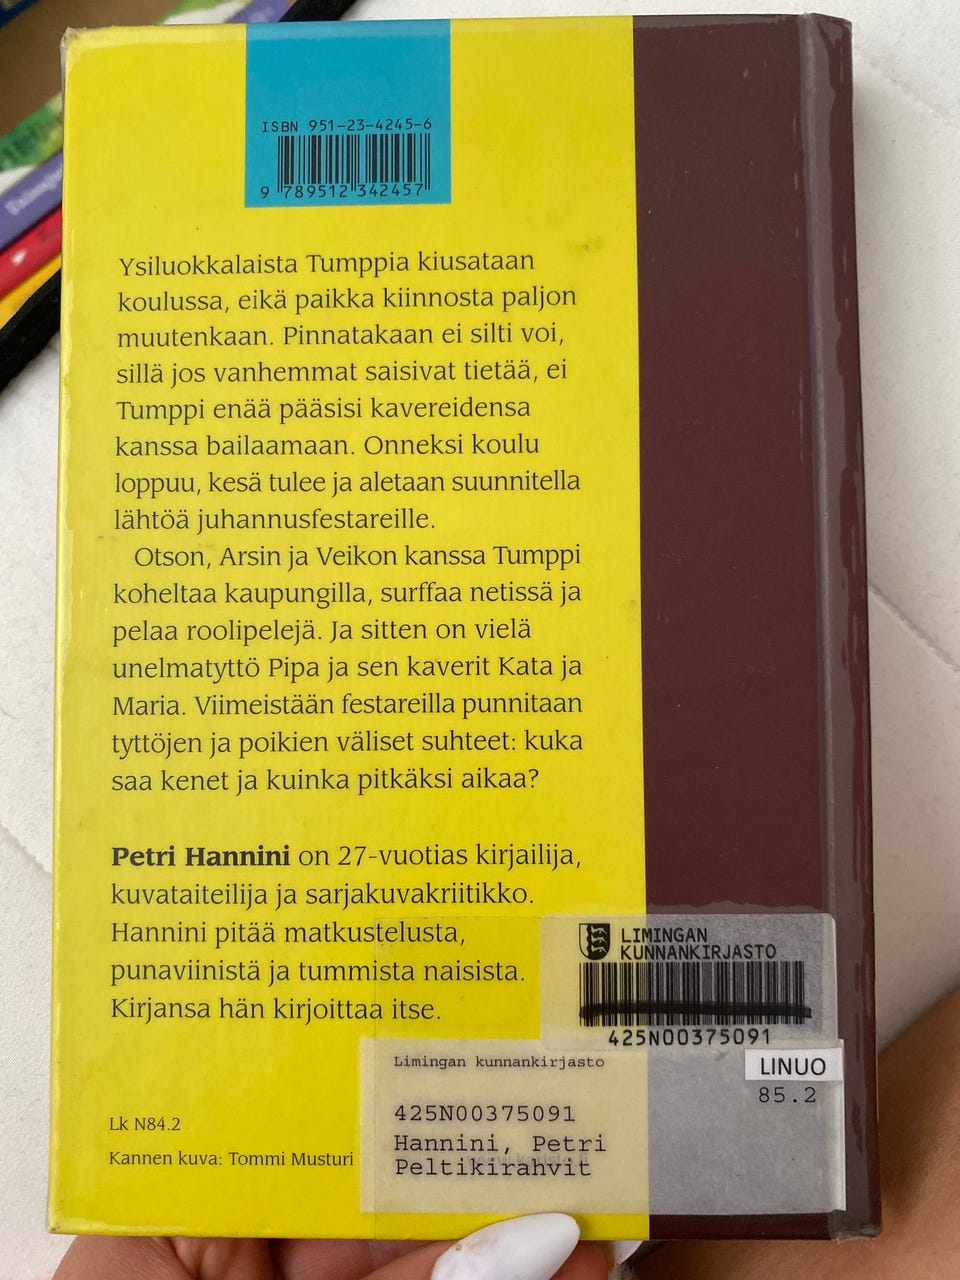 ISBN 951-23-4245-6
9 789512 342457
Ysiluokkalaista Tumppia kiusataan
koulussa, eikä paikka kiinnosta paljon
muutenkaan. Pinnatakaan ei silti voi,
sillä jos vanhemmat saisivat tietää, ei
Tumppi enää pääsisi kavereidensa
kanssa bailaamaan. Onneksi koulu
loppuu, kesä tulee ja aletaan suunnitella
lähtöä juhannusfestareille.
Otson, Arsin ja Veikon kanssa Tumppi
koheltaa kaupungilla, surffaa netissä ja
pelaa roolipelejä. Ja sitten on vielä
unelmatyttö Pipa ja sen kaverit Kata ja
Maria. Viimeistään festareilla punnitaan
tyttöjen ja poikien väliset suhteet: kuka
saa kenet ja kuinka pitkäksi aikaa?
Petri Hannini on 27-vuotias kirjailija,
kuvataiteilija ja sarjakuvakriitikko.
Hannini pitää matkustelusta,
punaviinistä ja tummista naisista.
Kirjansa hän kirjoittaa itse.
LIMINGAN
KUNNANKIRJASTO
425N00375091
Limingan kunnankirjasto
LINUO
85.2
425N00375091
Hannini, Petri
Peltikirahvit
Lk N84.2
Kannen kuva: Tommi Musturi